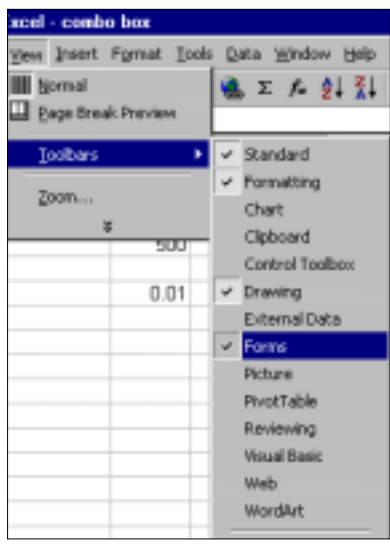 Excel - combo box
View Insert Format Tools Data Window Help
Normal
Page Break Preview
Toolbars
Zoom...
500
0.01
Standard
Formatting
Chart
Clipboard
Control Toolbox
Drawing
External Data
Forms
Picture
PivotTable
Reviewing
Visual Basic
Web
WordArt